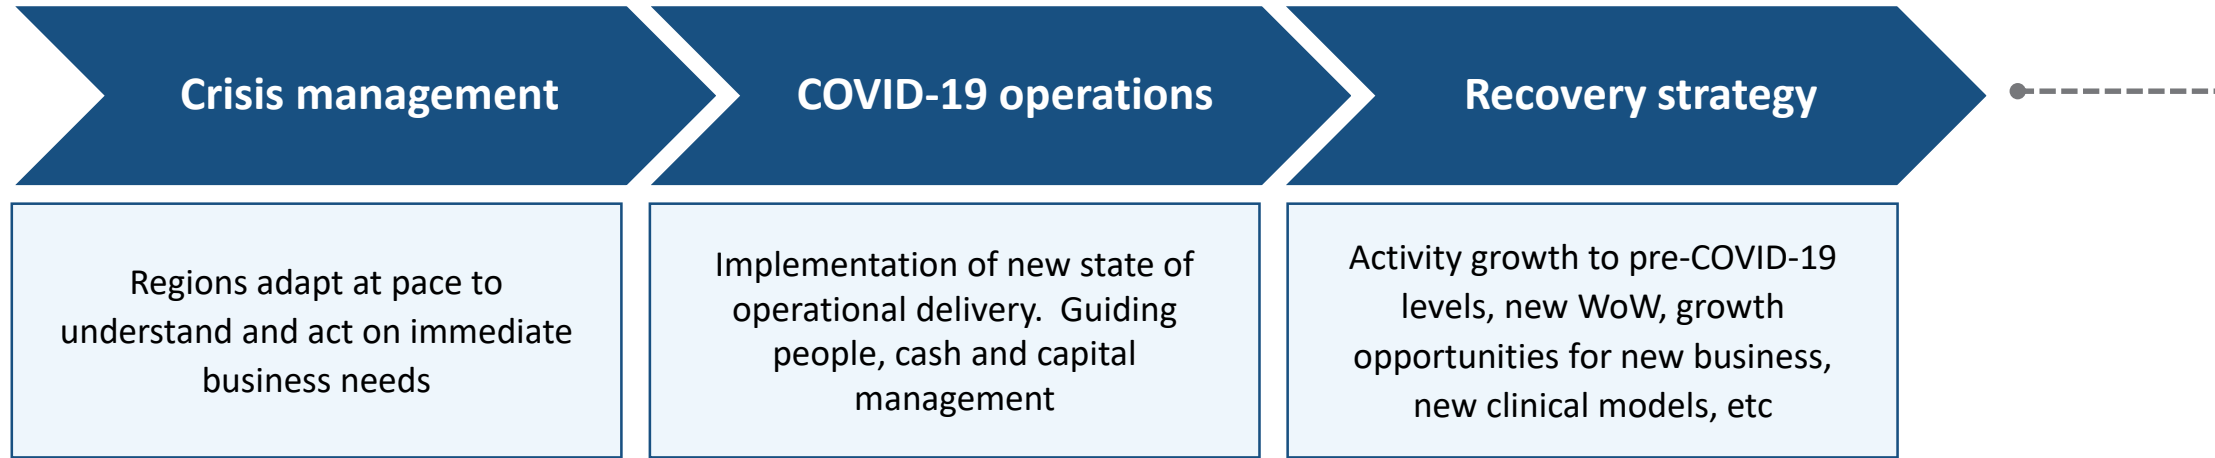 Crisis management
COVID-19 operations
Recovery strategy
Regions adapt at pace to
understand and act on immediate
business needs
Implementation of new state of
operational delivery.  Guiding
people, cash and capital
management
Activity growth to pre-COVID-19
levels, new WoW, growth
opportunities for new business,
new clinical models, etc